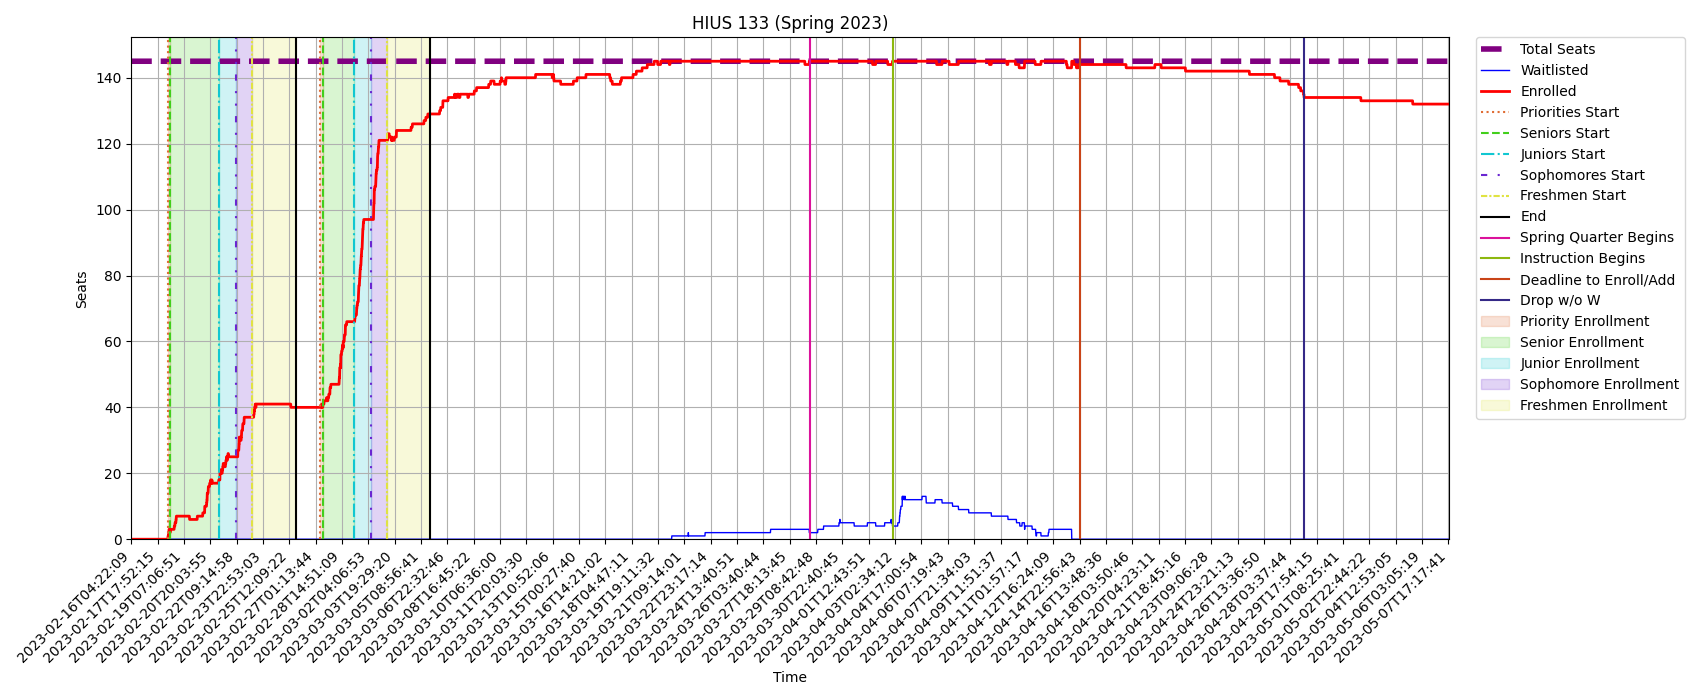 HIUS 133 (Spring 2023)
Seats
140
120
100
80
60
40
20
0
2023-02-16T04:22:09
2023-02-17T17:52:15
2023-02-19T07:06:51
2023-02-20T20:03:55
2023-02-22T09:14:58
2023-02-23T22:53:03
2023-02-25T12:09:22
2023-02-27T01:13:44
2023-02-28T14:51:09
2023-03-02T04:06:53
2023-03-03T19:29:20
2023-03-05T08:56:41
2023-03-06T22:32:46
2023-03-08T16:45:22
2023-03-10T06:36:00
2023-03-11T20:03:30
2023-03-13T10:52:06
2023-03-15T00:27:40
2023-03-16T14:21:02
2023-03-18T04:47:11
2023-03-19T19:11:32
2023-03-21T09:14:01
2023-03-22T23:17:14
2023-03-24T13:40:51
2023-03-26T03:40:44
2023-03-27T18:13:45
2023-03-29T08:42:48
2023-03-30T22:40:45
2023-04-01T12:43:51
2023-04-03T02:34:12
2023-04-04T17:00:54
2023-04-06T07:19:43
2023-04-07T21:34:03
2023-04-09T11:51:37
2023-04-11T01:57:17
2023-04-12T16:24:09
2023-04-14T22:56:43
2023-04-16T13:48:36
2023-04-18T03:50:46
2023-04-20T04:23:11
2023-04-21T18:45:16
2023-04-23T09:06:28
2023-04-24T23:21:13
2023-04-26T13:36:50
2023-04-28T03:37:44
2023-04-29T17:54:15
2023-05-01T08:25:41
2023-05-02T22:44:22
2023-05-04T12:53:05
2023-05-06T03:05:19
2023-05-07T17:17:41
Time
Total Seats
Waitlisted
Enrolled
Priorities Start
Seniors Start
Juniors Start
Sophomores Start
Freshmen Start
End
Spring Quarter Begins
Instruction Begins
Deadline to Enroll/Add
Drop w/o W
Priority Enrollment
Senior Enrollment
Junior Enrollment
Sophomore Enrollment
Freshmen Enrollment